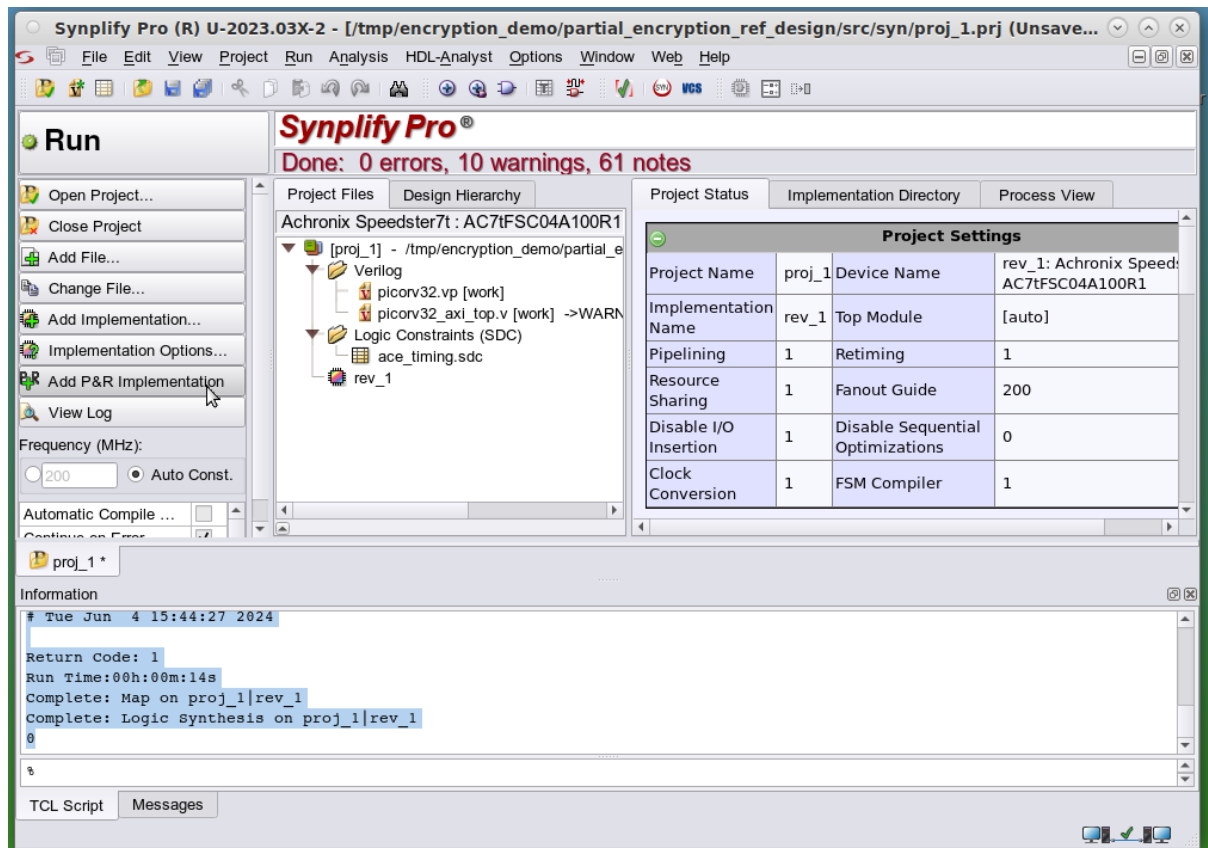 Synplify Pro (R) U-2023.03X-2 - [/tmp/encryption_demo/partial_encryption_ref_design/src/syn/proj_1.prj (Unsave...
File Edit View Project Run Analysis HDL-Analyst Options Window Web Help
SYN VCS
Run
Synplify Pro®
Done: 0 errors, 10 warnings, 61 notes
Open Project...
Close Project
Add File...
Change File...
Add Implementation...
Implementation Options...
P&R Add P&R Implementation
View Log
Frequency (MHz):
200 Auto Const.
Automatic Compile ...
Continue on Error
Project Files Design Hierarchy
Achronix Speedster7t : AC7tFSC04A100R1
[proj_1] - /tmp/encryption_demo/partial_e
Verilog
picorv32.vp [work]
picorv32_axi_top.v [work] ->WARN
Logic Constraints (SDC)
ace_timing.sdc
rev_1
Project Status Implementation Directory Process View
Project Settings
Project Name proj_1 Device Name rev_1: Achronix Speeds
AC7tFSC04A100R1
Implementation
Name rev_1 Top Module [auto]
Pipelining 1 Retiming 1
Resource
Sharing 1 Fanout Guide 200
Disable I/O
Insertion 1 Disable Sequential
Optimizations 0
Clock
Conversion 1 FSM Compiler 1
proj_1 *
Information
# Tue Jun  4 15:44:27 2024
Return Code: 1
Run Time:00h:00m:14s
Complete: Map on proj_1|rev_1
Complete: Logic Synthesis on proj_1|rev_1
0
%
TCL Script Messages